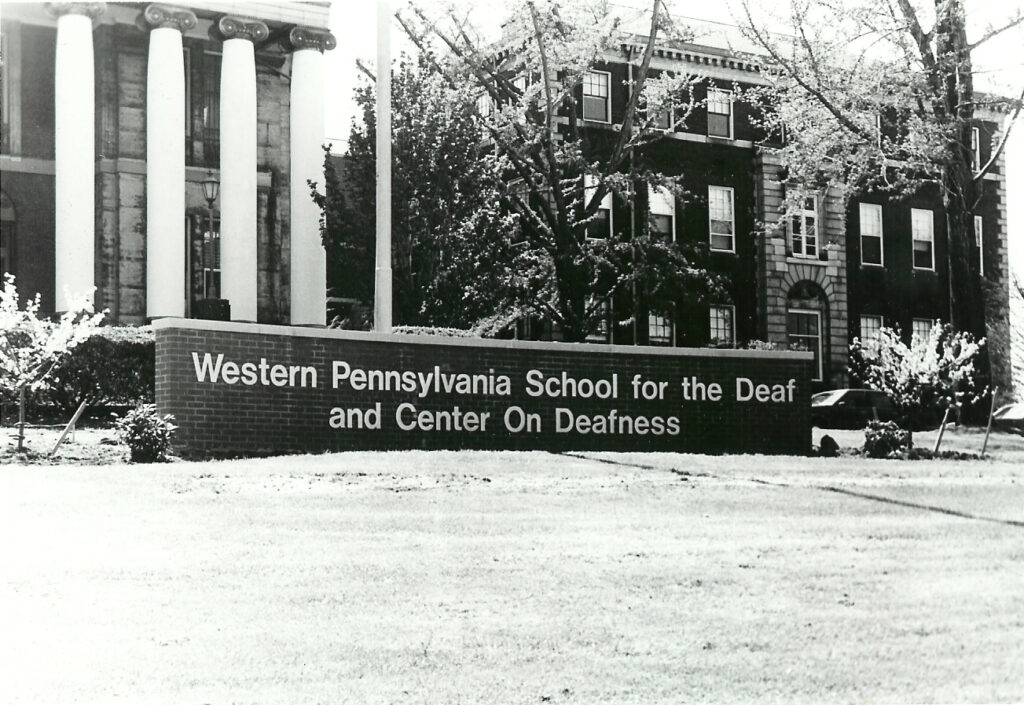 Western Pennsylvania School for the Deaf
and Center On Deafness